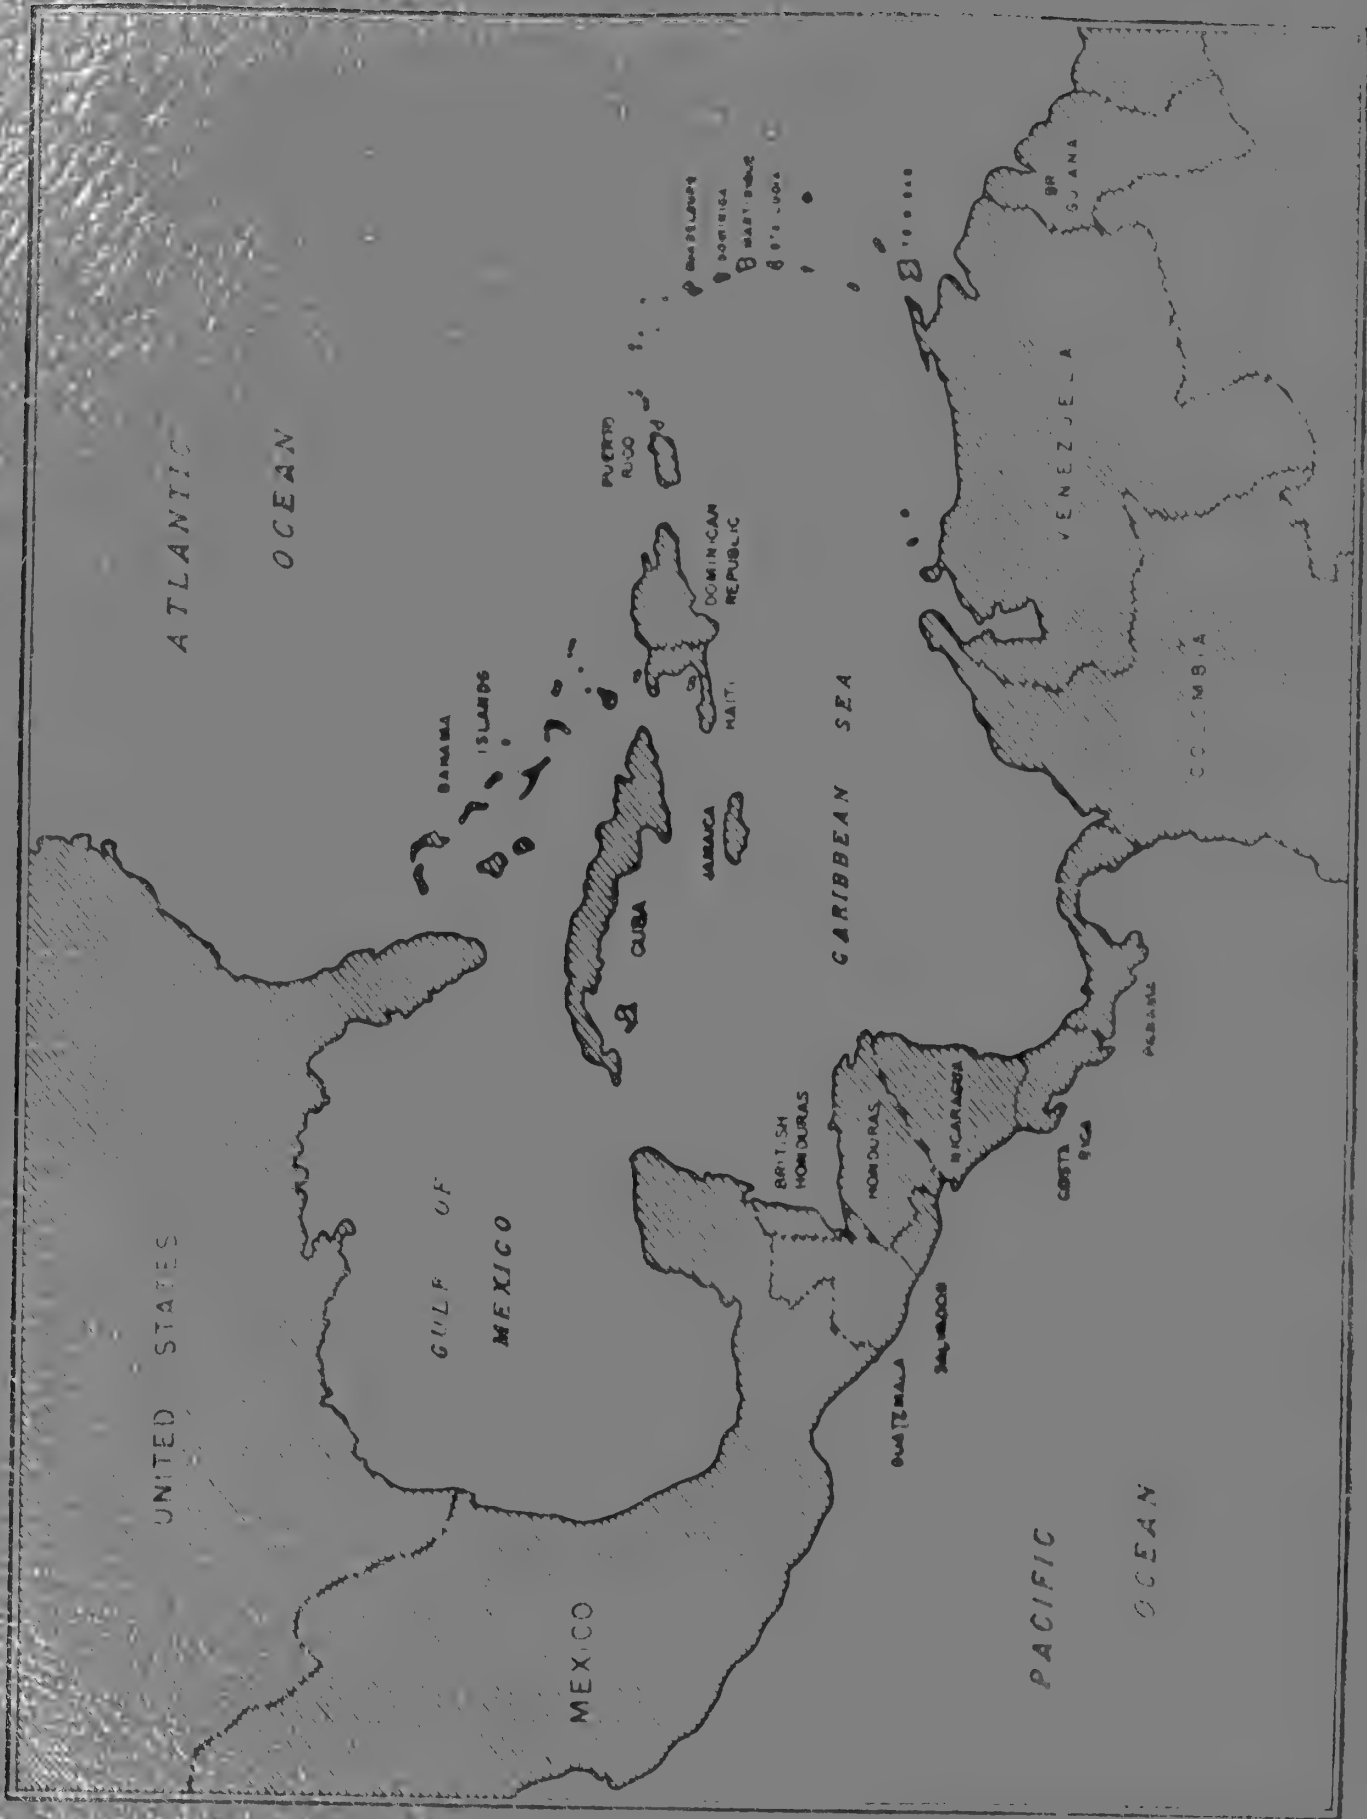 UNITED STATES
ATLANTIC
OCEAN
GULF OF
MEXICO
BAHAMA
ISLANDS
MEXICO
CUBA
PUERTO
RICO
HAITI
DOMINICAN
REPUBLIC
JAMAICA
DOMINICA
MARTINIQUE
STA LUCIA
BRITISH
HONDURAS
CARIBBEAN SEA
HONDURAS
NICARAGUA
GUATEMALA
SALVADOR
TRINIDAD
COSTA
RICA
PANAMA
VENEZUELA
COLOMBIA
BR
GUIANA
PACIFIC
OCEAN